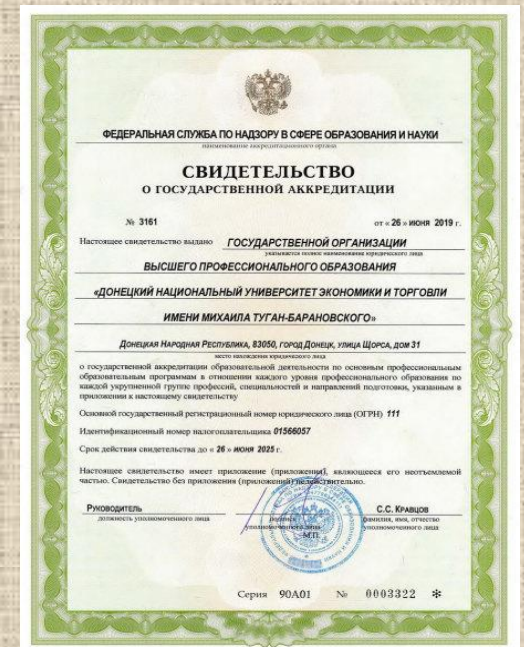 ФЕДЕРАЛЬНАЯ СЛУЖБА ПО НАДЗОРУ В СФЕРЕ ОБРАЗОВАНИЯ И НАУКИ
наименование аккредитационного органа
СВИДЕТЕЛЬСТВО
О ГОСУДАРСТВЕННОЙ АККРЕДИТАЦИИ
№ 3161 от « 26 » ИЮНЯ 2019 г.
Настоящее свидетельство выдано ГОСУДАРСТВЕННОЙ ОРГАНИЗАЦИИ
указывается полное наименование юридического лица
ВЫСШЕГО ПРОФЕССИОНАЛЬНОГО ОБРАЗОВАНИЯ
«ДОНЕЦКИЙ НАЦИОНАЛЬНЫЙ УНИВЕРСИТЕТ ЭКОНОМИКИ И ТОРГОВЛИ
ИМЕНИ МИХАИЛА ТУГАН-БАРАНОВСКОГО»
ДОНЕЦКАЯ НАРОДНАЯ РЕСПУБЛИКА, 83050, ГОРОД ДОНЕЦК, УЛИЦА ЩОРСА, ДОМ 31
место нахождения юридического лица
о государственной аккредитации образовательной деятельности по основным профессиональным
образовательным программам в отношении каждого уровня профессионального образования по
каждой укрупненной группе профессий, специальностей и направлений подготовки, указанным в
приложении к настоящему свидетельству
Основной государственный регистрационный номер юридического лица (ОГРН) 111
Идентификационный номер налогоплательщика 01566057
Срок действия свидетельства до « 26 » ИЮНЯ 2025 г.
Настоящее свидетельство имеет приложение (приложения), являющееся его неотъемлемой
частью. Свидетельство без приложения (приложений) недействительно.
РУКОВОДИТЕЛЬ С.С. КРАВЦОВ
должность уполномоченного лица подпись уполномоченного лица фамилия, имя, отчество уполномоченного лица
М.П.
Серия 90А01 № 0003322 *